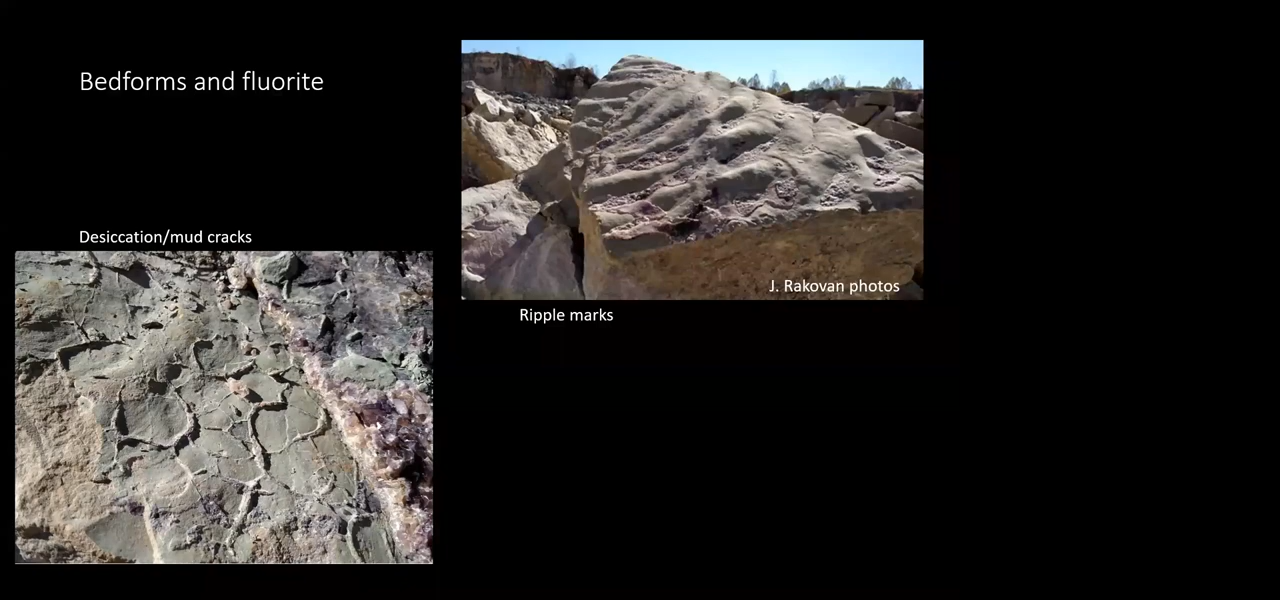 Bedforms and fluorite
Desiccation/mud cracks
J. Rakovan photos
Ripple marks